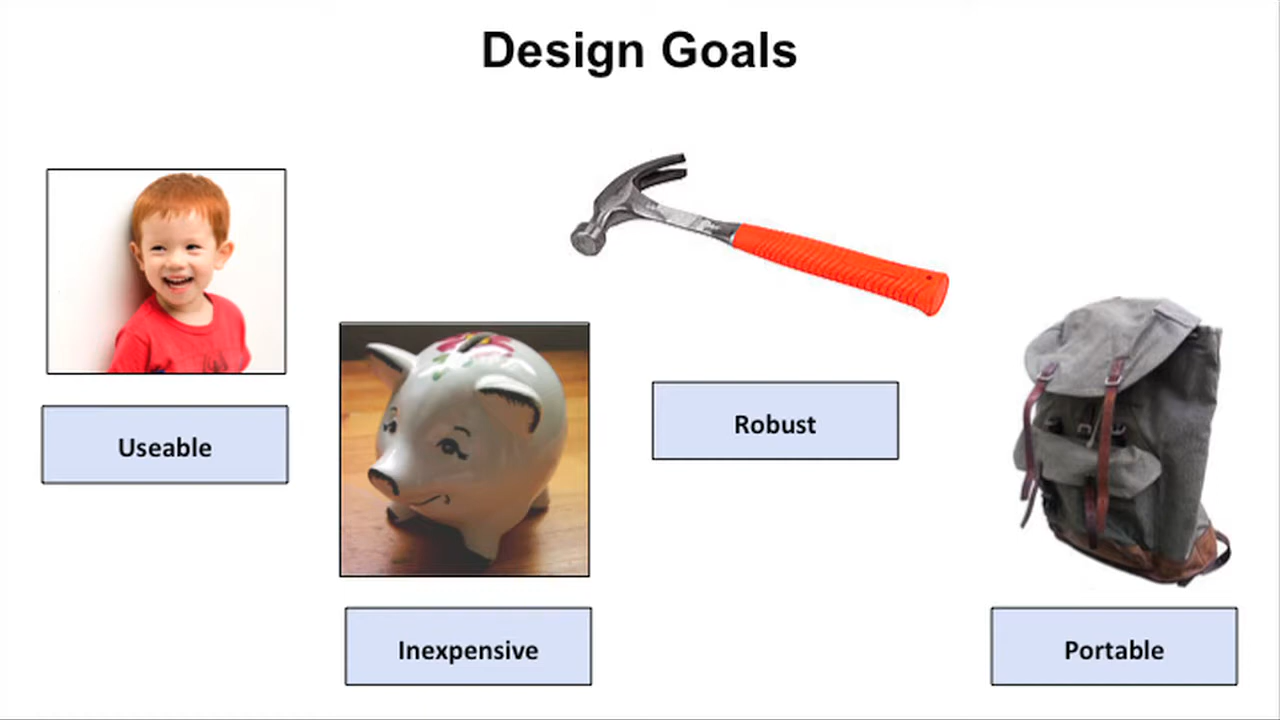 Design Goals
Useable
Inexpensive
Robust
Portable